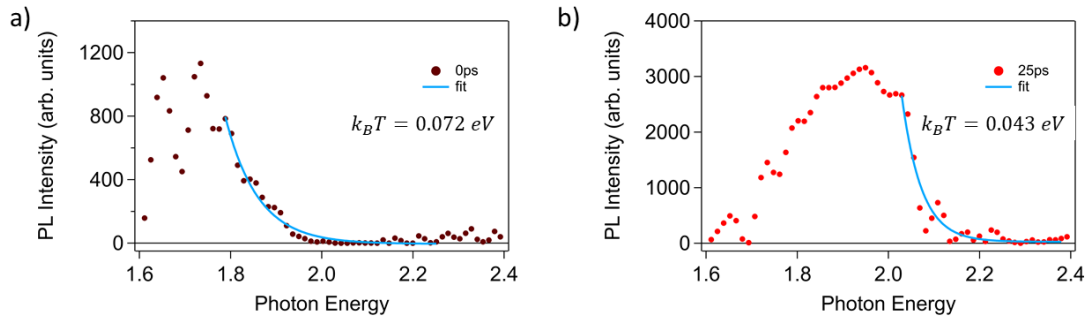 a)
PL Intensity (arb. units)
1200
800
400
0
0ps
fit
k_BT = 0.072 eV
1.6 1.8 2.0 2.2 2.4
Photon Energy
b)
PL Intensity (arb. units)
4000
3000
2000
1000
0
25ps
fit
k_BT = 0.043 eV
1.6 1.8 2.0 2.2 2.4
Photon Energy